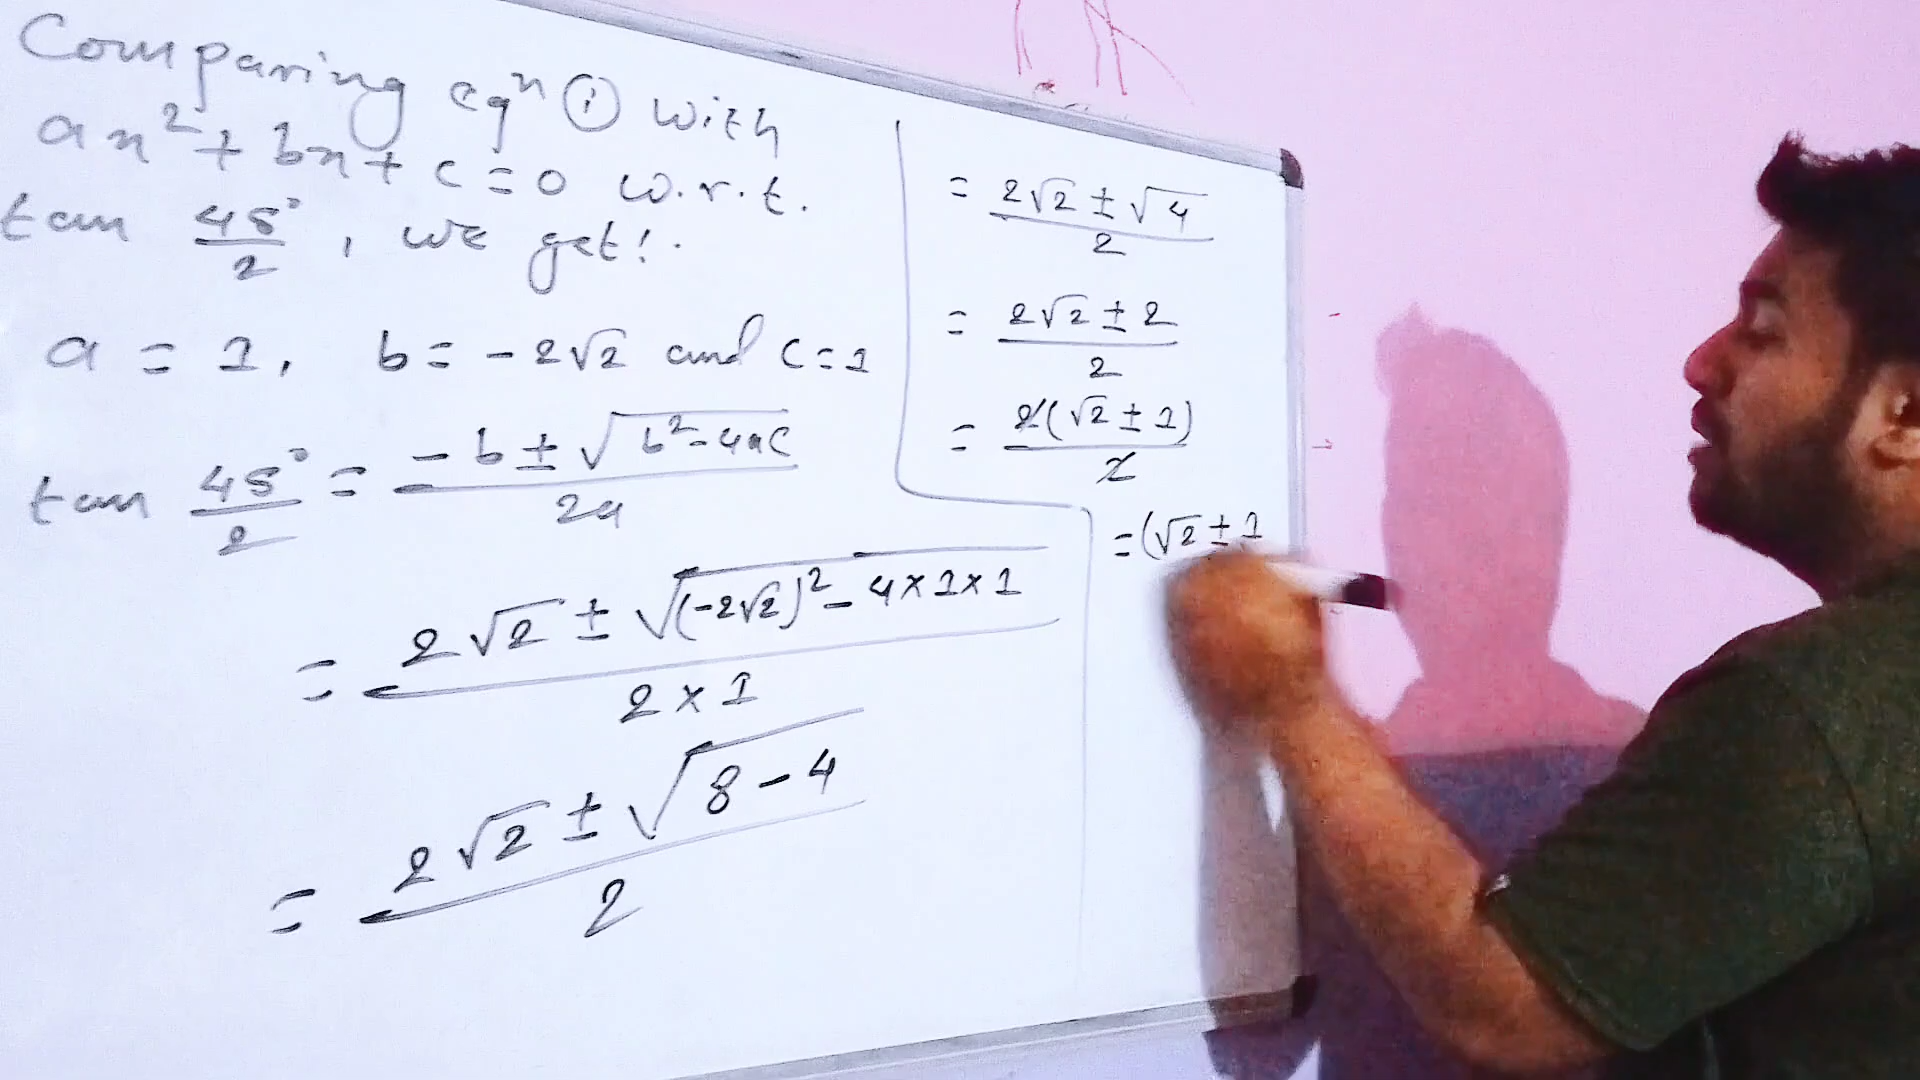 Comparing eqⁿ ① with
ax² + bx + c = 0 w.r.t.
tan 45°/2, we get:.
a = 1, b = -2√2 and c = 1
tan 45°/2 = (-b ± √(b²-4ac))/2a
= (2√2 ± √((-2√2)² - 4×1×1))/(2×1)
= (2√2 ± √(8-4))/2
= (2√2 ± √4)/2
= (2√2 ± 2)/2
= 2(√2 ± 1)/2
= (√2 ± 1